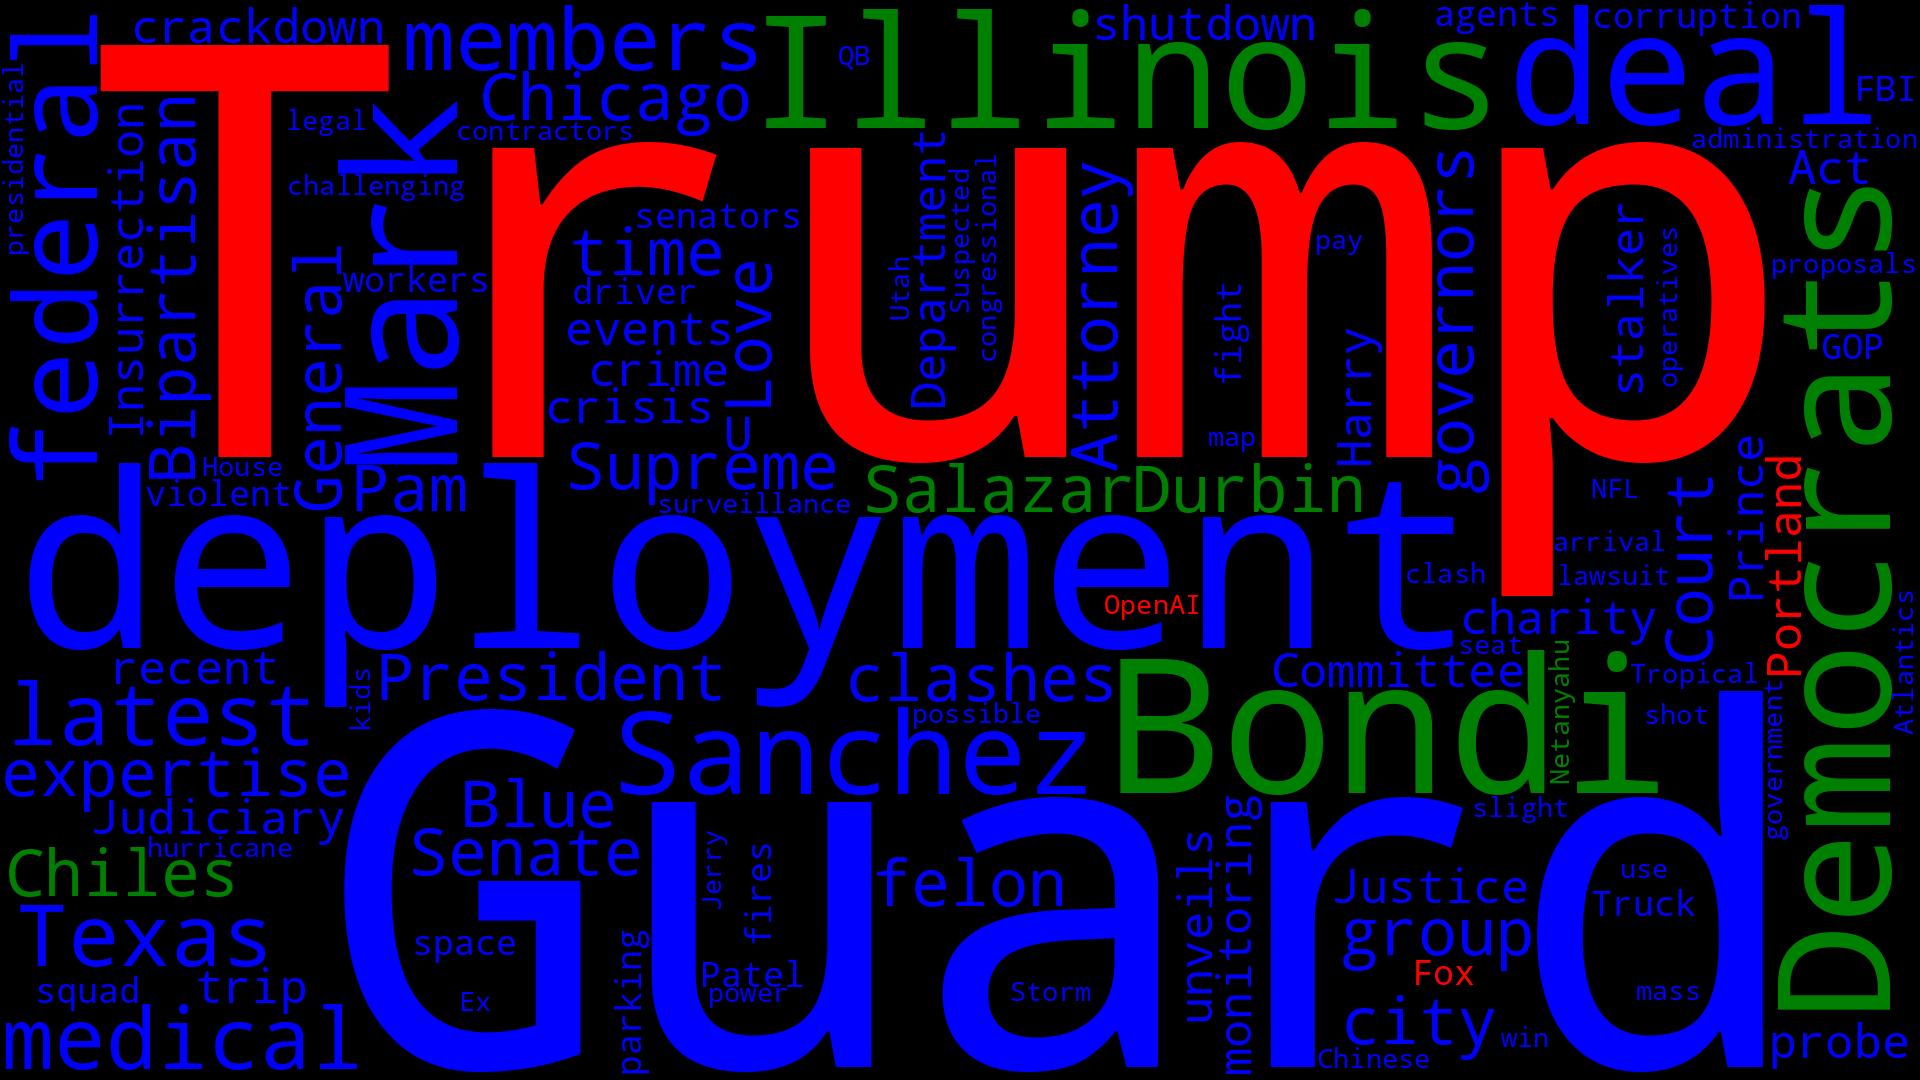 crackdown
members
Illinois
shutdown
agents
corruption
deal
federal
presidential
Trump
Chicago
QB
FBI
legal
contractors
administration
Insurrection
Bipartisan
Mark
challenging
Act
senators
time
Department
Suspected
congressional
Attorney
governors
pay
stalker
operatives
Democrats
General
workers
driver
Love
Utah
fight
proposals
events
crime
crisis
Harry
GOP
map
House
violent
Pam
Supreme
surveillance
SalazarDurbin
NFL
Court
Prince
Portland
deployment
clash
arrival
lawsuit
OpenAI
charity
seat
recent
kids
President
clashes
Bondi
Committee
Netanyahu
Tropical
Atlantics
latest
possible
shot
government
expertise
Sanchez
Guard
Judiciary
hurricane
Blue
slight
Chiles
Senate
Jerry
fires
felon
unveils
monitoring
Justice
use
Truck
Texas
space
group
squad
trip
Ex
parking
Patel
power
Storm
Fox
mass
medical
city
win
Chinese
probe